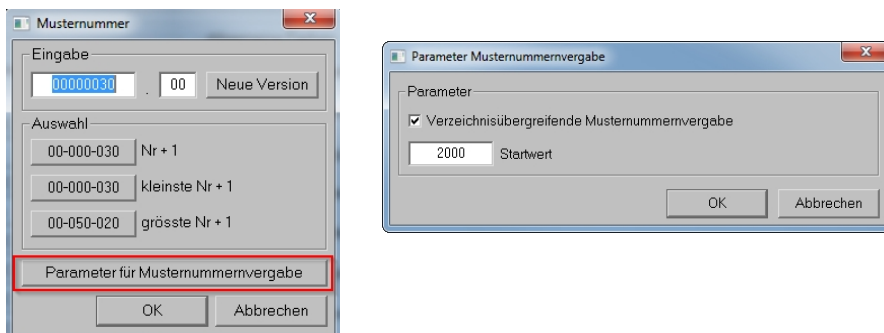 Musternummer
Eingabe
00000030 . 00 Neue Version
Auswahl
00-000-030 Nr + 1
00-000-030 kleinste Nr + 1
00-050-020 grösste Nr + 1
Parameter für Musternummernvergabe
OK Abbrechen
Parameter Musternummernvergabe
Parameter
Verzeichnisübergreifende Musternummernvergabe
2000 Startwert
OK Abbrechen